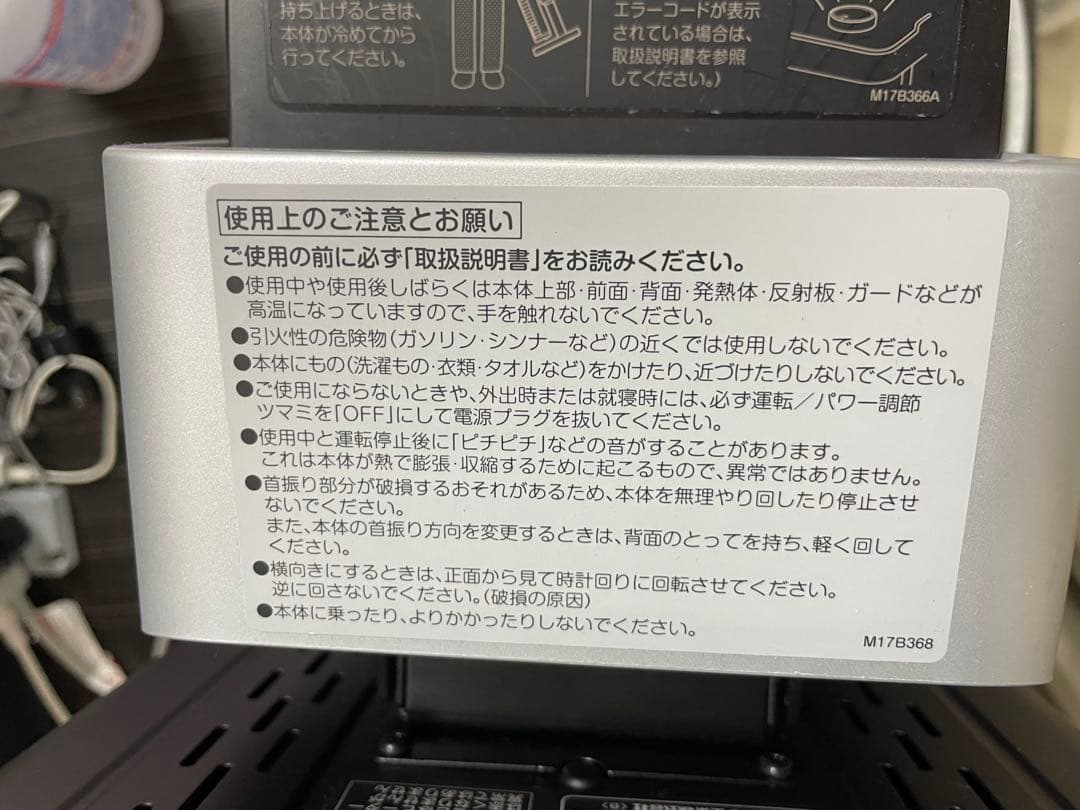 持ち上げるときは、
本体が冷めてから
行ってください。
エラーコードが表示
されている場合は、
取扱説明書を参照
してください。)
M17B366A
使用上のご注意とお願い
ご使用の前に必ず「取扱説明書」をお読みください。
●使用中や使用後しばらくは本体上部・前面・背面・発熱体・反射板・ガードなどが
高温になっていますので、手を触れないでください。
●引火性の危険物(ガソリン・シンナーなど)の近くでは使用しないでください。
●本体にもの(洗濯もの・衣類・タオルなど)をかけたり、近づけたりしないでください。
●ご使用にならないときや、外出時または就寝時には、必ず運転／パワー調節
ツマミを「OFF」にして電源プラグを抜いてください。
●使用中と運転停止後に「ピチピチ」などの音がすることがあります。
これは本体が熱で膨張・収縮するために起こるもので、異常ではありません。
●首振り部分が破損するおそれがあるため、本体を無理やり回したり停止させ
ないでください。
また、本体の首振り方向を変更するときは、背面のとってを持ち、軽く回して
ください。
●横向きにするときは、正面から見て時計回りに回転させてください。
逆に回さないでください。(破損の原因)
●本体に乗ったり、よりかかったりしないでください。
M17B368